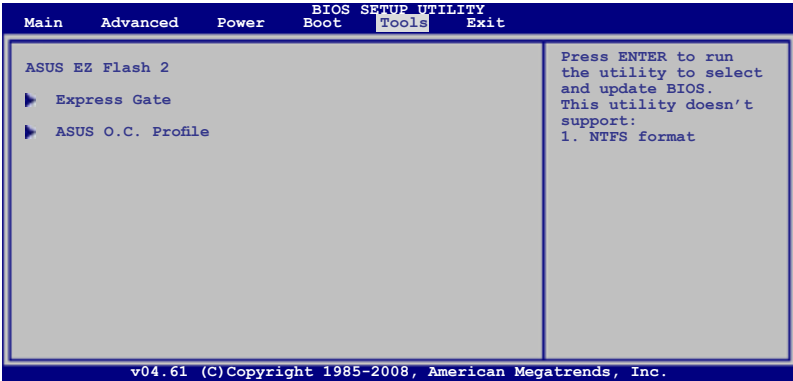 BIOS SETUP UTILITY
Main Advanced Power Boot Tools Exit
ASUS EZ Flash 2
Express Gate
ASUS O.C. Profile
Press ENTER to run
the utility to select
and update BIOS.
This utility doesn't
support:
1. NTFS format
v04.61 (C)Copyright 1985-2008, American Megatrends, Inc.